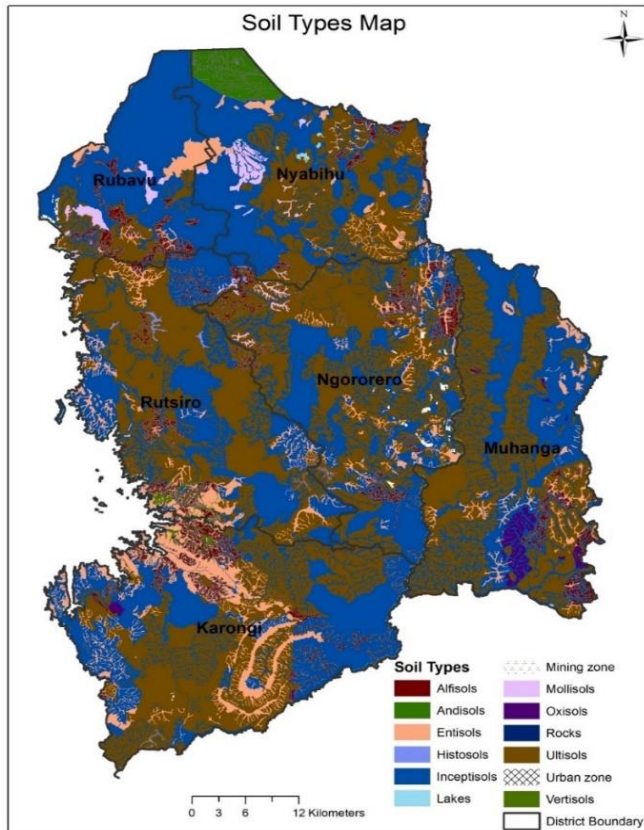 Soil Types Map
N
Rubavu
Nyabihu
Ngororero
Rutsiro
Muhanga
Karongi
Soil Types
Alfisols
Andisols
Entisols
Histosols
Inceptisols
Lakes
Mining zone
Mollisols
Oxisols
Rocks
Ultisols
Urban zone
Vertisols
District Boundary
0 3 6 12 Kilometers